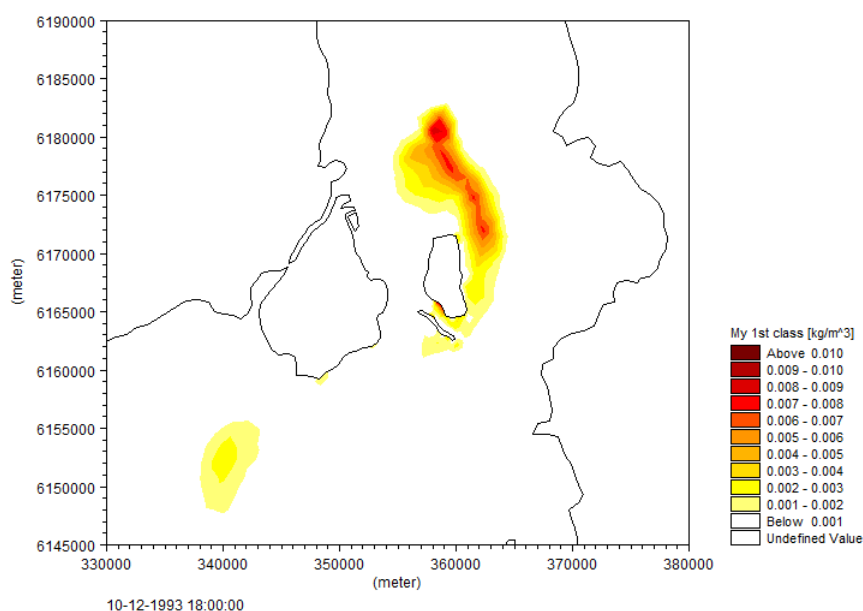 6190000
6185000
6180000
6175000
6170000
6165000
6160000
6155000
6150000
6145000
(meter)
330000 340000 350000 360000 370000 380000
(meter)
10-12-1993 18:00:00
My 1st class [kg/m^3]
Above 0.010
0.009 - 0.010
0.008 - 0.009
0.007 - 0.008
0.006 - 0.007
0.005 - 0.006
0.004 - 0.005
0.003 - 0.004
0.002 - 0.003
0.001 - 0.002
Below 0.001
Undefined Value